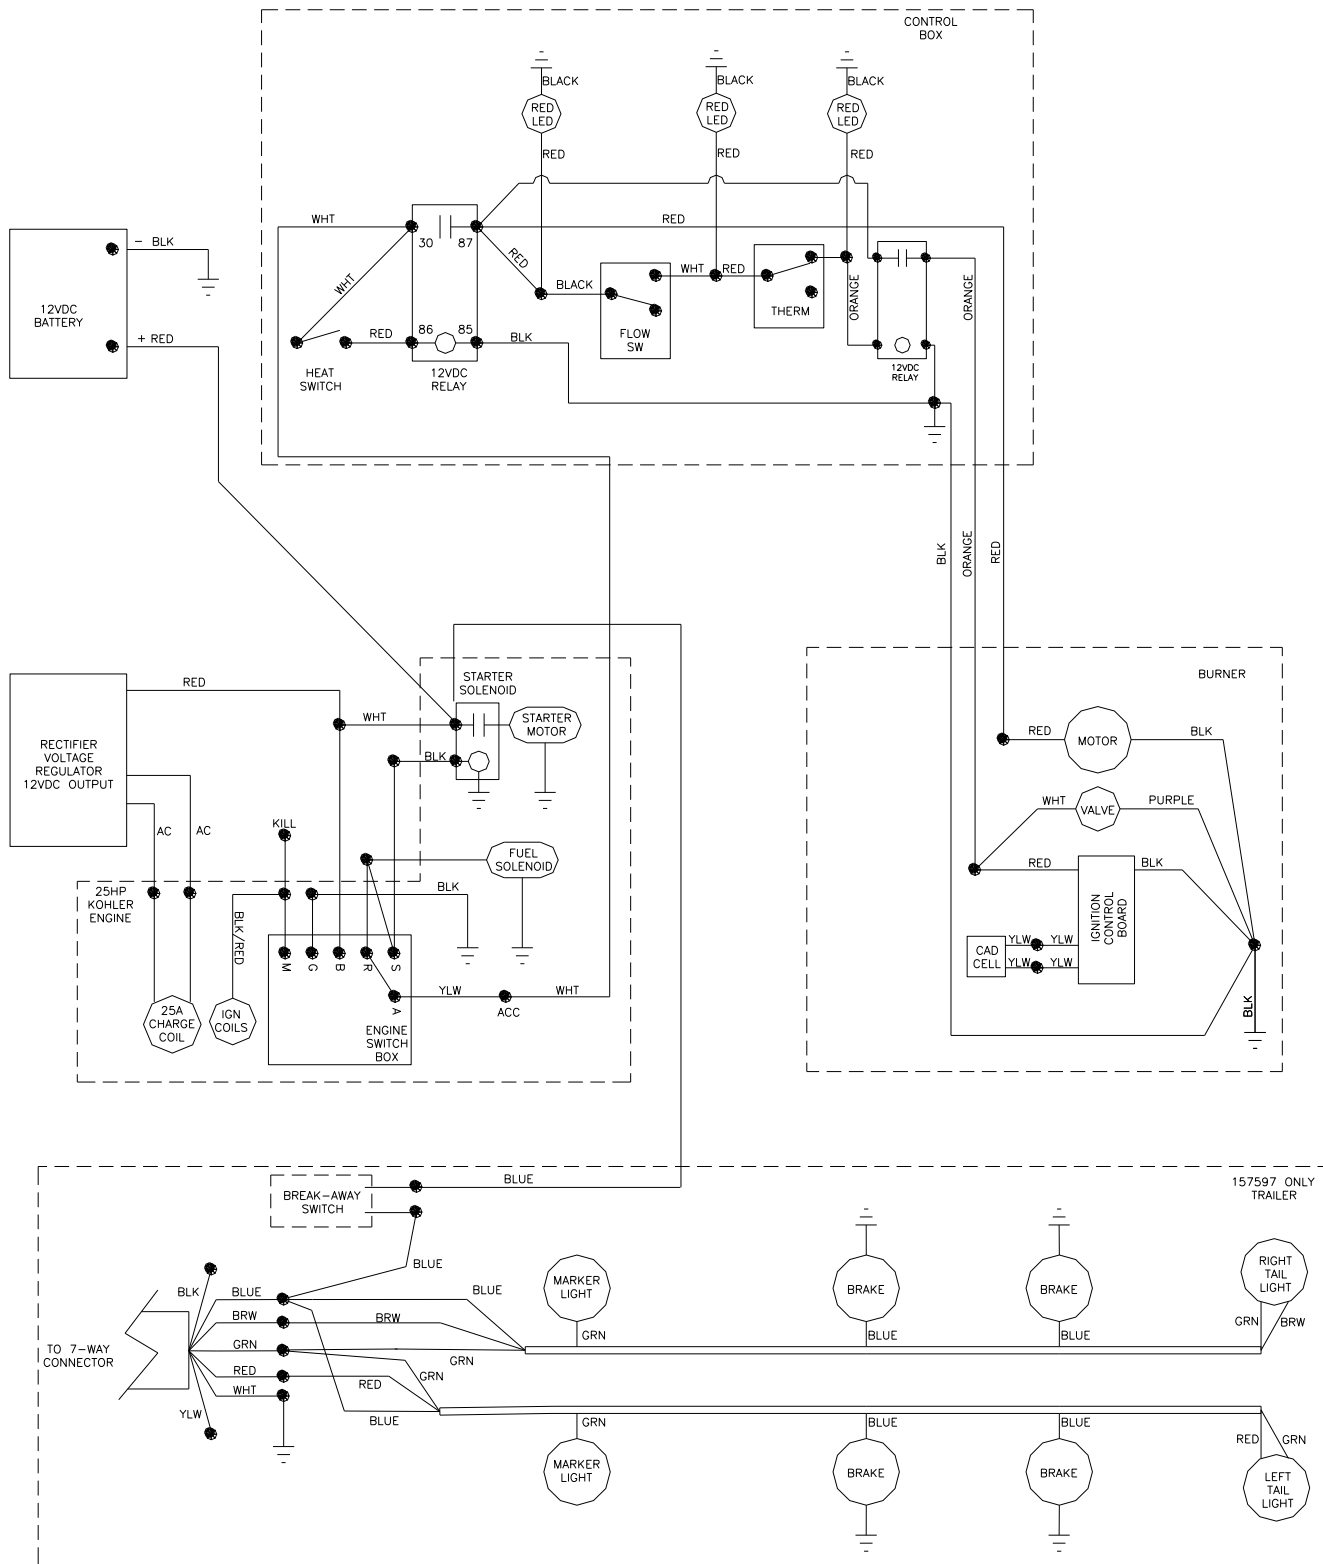 CONTROL
BOX
BLACK
BLACK
BLACK
RED
LED
RED
LED
RED
LED
RED
RED
RED
WHT
30
87
RED
- BLK
12VDC
BATTERY
+ RED
WHT
RED
BLACK
WHT
RED
THERM
ORANGE
ORANGE
RED
86
85
BLK
FLOW
SW
HEAT
SWITCH
12VDC
RELAY
12VDC
RELAY
BLK
ORANGE
RED
RED
STARTER
SOLENOID
WHT
STARTER
MOTOR
BLK
RECTIFIER
VOLTAGE
REGULATOR
12VDC OUTPUT
AC
AC
KILL
FUEL
SOLENOID
25HP
KOHLER
ENGINE
BLK
BLK/RED
M
G
B
R
S
A
YLW
ACC
WHT
25A
CHARGE
COIL
IGN
COILS
ENGINE
SWITCH
BOX
BURNER
RED
MOTOR
BLK
WHT
VALVE
PURPLE
RED
BLK
IGNITION
CONTROL
BOARD
CAD
CELL
YLW
YLW
YLW
YLW
BLK
157597 ONLY
TRAILER
BREAK-AWAY
SWITCH
BLUE
BLUE
BLK
BLUE
BLUE
BRW
BRW
TO 7-WAY
CONNECTOR
GRN
GRN
RED
RED
GRN
WHT
YLW
BLUE
MARKER
LIGHT
GRN
BRAKE
BLUE
BRAKE
BLUE
RIGHT
TAIL
LIGHT
GRN
BRW
GRN
MARKER
LIGHT
BLUE
BRAKE
BLUE
BRAKE
RED
GRN
LEFT
TAIL
LIGHT